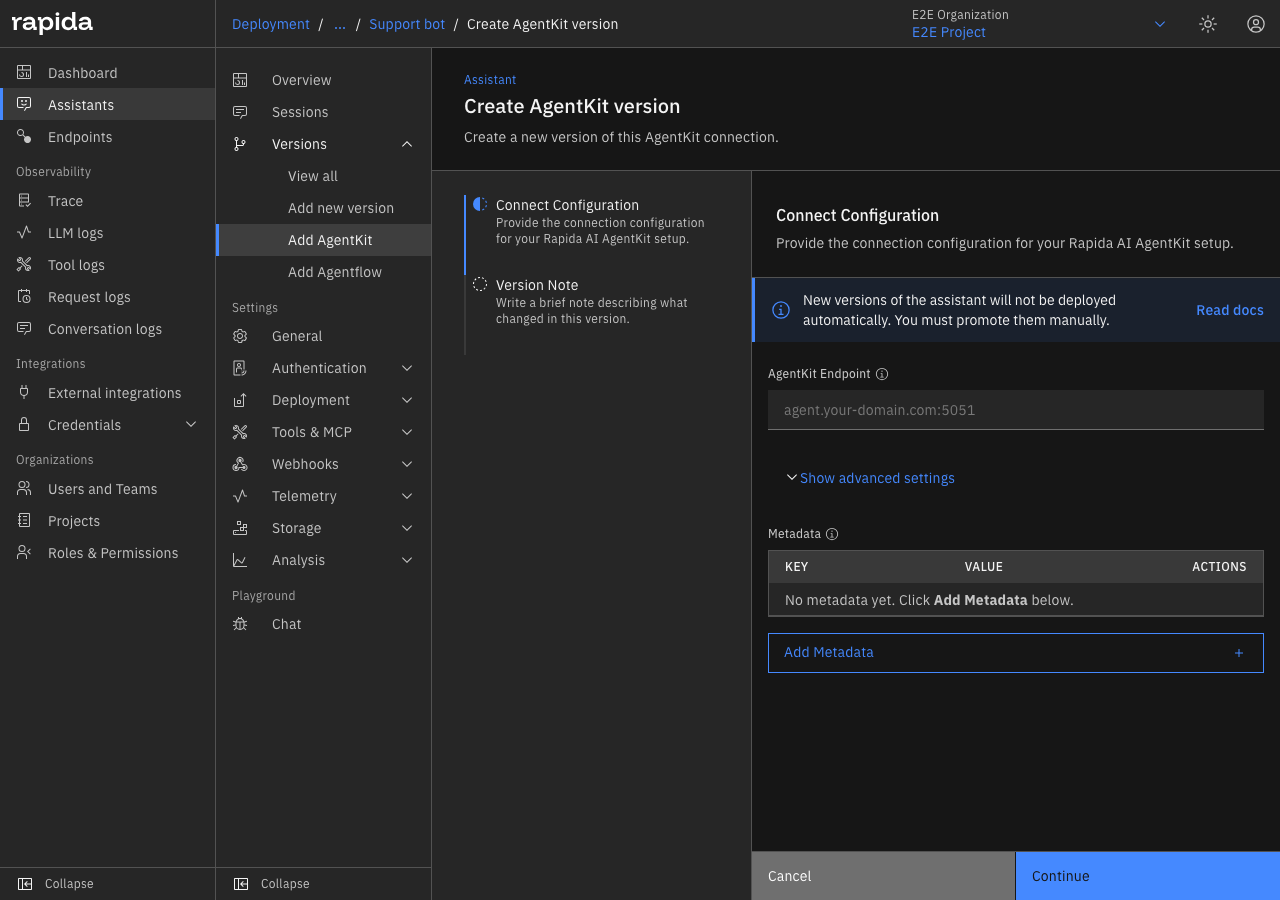 rapida
Deployment / ... / Support bot / Create AgentKit version
E2E Organization
E2E Project
Dashboard
Assistants
Endpoints
Observability
Trace
LLM logs
Tool logs
Request logs
Conversation logs
Integrations
External integrations
Credentials
Organizations
Users and Teams
Projects
Roles & Permissions
Collapse
Overview
Sessions
Versions
View all
Add new version
Add AgentKit
Add Agentflow
Settings
General
Authentication
Deployment
Tools & MCP
Webhooks
Telemetry
Storage
Analysis
Playground
Chat
Collapse
Assistant
Create AgentKit version
Create a new version of this AgentKit connection.
Connect Configuration
Provide the connection configuration
for your Rapida AI AgentKit setup.
Version Note
Write a brief note describing what
changed in this version.
Connect Configuration
Provide the connection configuration for your Rapida AI AgentKit setup.
New versions of the assistant will not be deployed
automatically. You must promote them manually.
Read docs
AgentKit Endpoint
agent.your-domain.com:5051
Show advanced settings
Metadata
KEY VALUE ACTIONS
No metadata yet. Click Add Metadata below.
Add Metadata +
Cancel
Continue